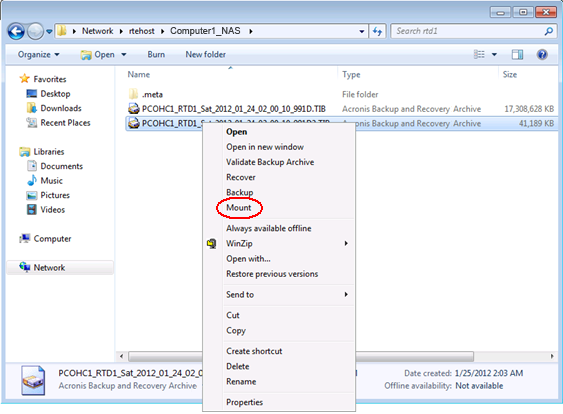 Network ▸ rtehost ▸ Computer1_NAS ▸
Search rtd1
Organize Open Burn New folder
Favorites
Desktop
Downloads
Recent Places
Libraries
Documents
Music
Pictures
Videos
Computer
Network
Name Type Size
.meta File folder
PCOHC1_RTD1_Sat_2012_01_24_02_00_10_991D.TIB Acronis Backup and Recovery Archive 17,308,628 KB
PCOHC1_RTD1_Sat_2012_01_24_02_00_10_991D2.TIB Acronis Backup and Recovery Archive 41,189 KB
Open
Open in new window
Validate Backup Archive
Recover
Backup
Mount
Always available offline
WinZip
Open with...
Restore previous versions
Send to
Cut
Copy
Create shortcut
Delete
Rename
Properties
PCOHC1_RTD1_Sat_2012_01_24_02_0 Date created: 1/25/2012 2:03 AM
Acronis Backup and Recovery Archive Offline availability: Not available